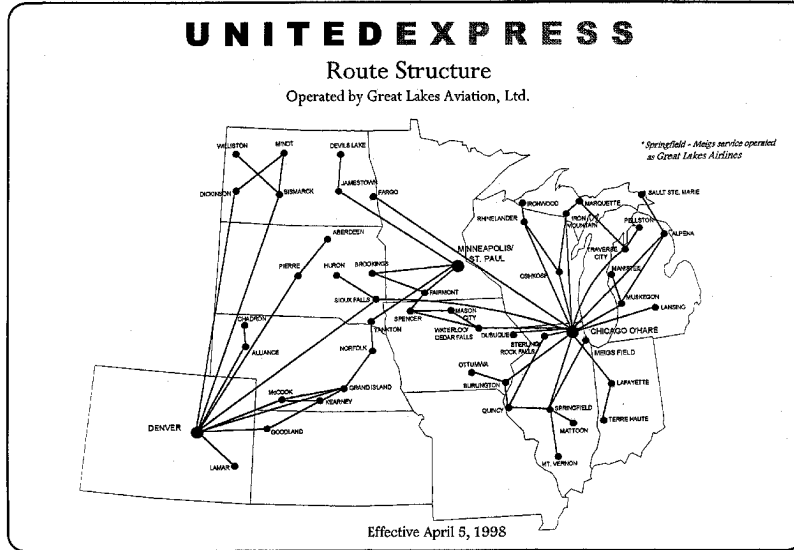 UNITEDEXPRESS
Route Structure
Operated by Great Lakes Aviation, Ltd.
* Springfield - Meigs service operated
as Great Lakes Airlines
WILLISTON
MINOT
DEVILS LAKE
DICKINSON
BISMARCK
JAMESTOWN
FARGO
IRONWOOD
MARQUETTE
SAULT STE. MARIE
RHINELANDER
IRON
MOUNTAIN
PELLSTON
ALPENA
ABERDEEN
MINNEAPOLIS/
ST. PAUL
TRAVERSE
CITY
PIERRE
HURON
BROOKINGS
OSHKOSH
MANISTEE
FAIRMONT
SIOUX FALLS
MUSKEGON
LANSING
CHADRON
SPENCER
MASON
CITY
YANKTON
WATERLOO/
CEDAR FALLS
DUBUQUE
CHICAGO O'HARE
STERLING/
ROCK FALLS
MEIGS FIELD
ALLIANCE
NORFOLK
OTTUMWA
BURLINGTON
LAFAYETTE
McCOOK
GRAND ISLAND
KEARNEY
QUINCY
SPRINGFIELD
TERRE HAUTE
DENVER
GOODLAND
MATTOON
LAMAR
MT. VERNON
Effective April 5, 1998